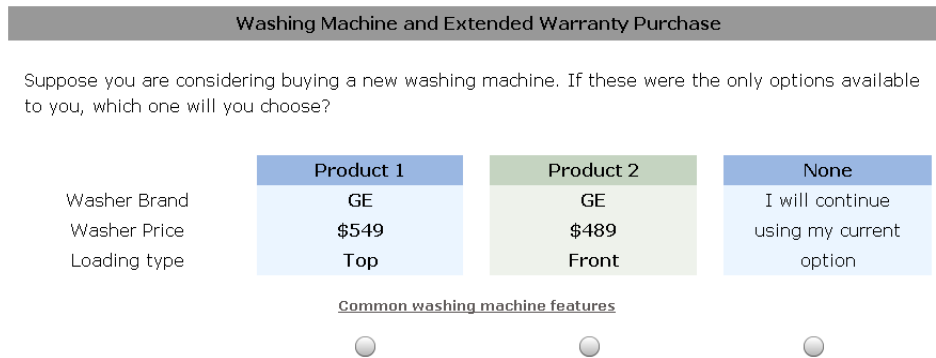 Washing Machine and Extended Warranty Purchase
Suppose you are considering buying a new washing machine. If these were the only options available
to you, which one will you choose?
Product 1 Product 2 None
Washer Brand GE GE I will continue
Washer Price $549 $489 using my current
Loading type Top Front option
Common washing machine features